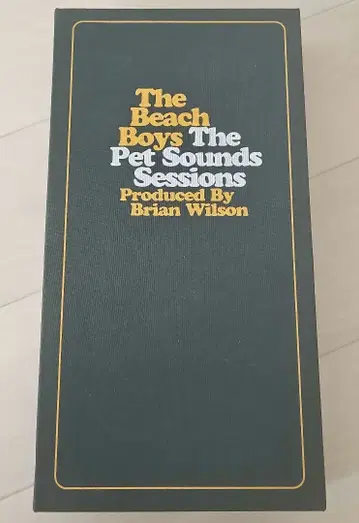 The
Beach
Boys The
Pet Sounds
Sessions
Produced By
Brian Wilson